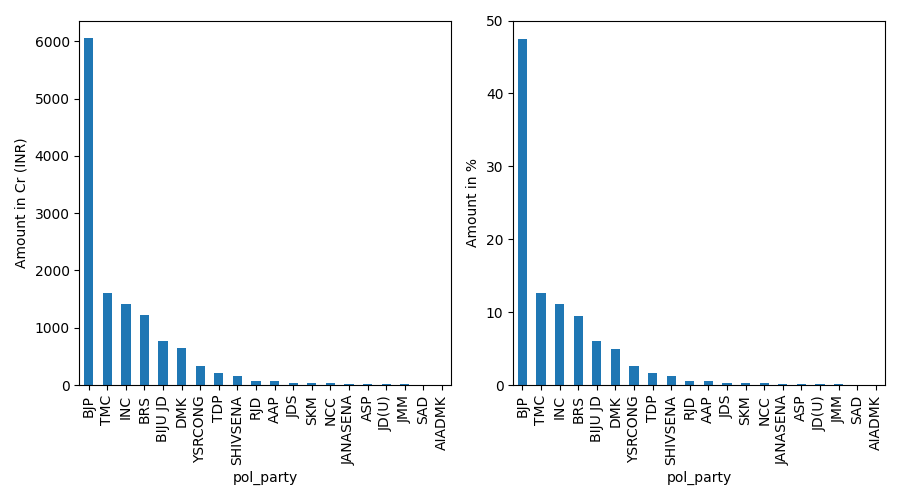 6000
5000
4000
3000
2000
1000
0
Amount in Cr (INR)
BJP
TMC
INC
BRS
BIJU JD
DMK
YSRCONG
TDP
SHIVSENA
RJD
AAP
JDS
SKM
NCC
JANASENA
ASP
JD(U)
JMM
SAD
AIADMK
pol_party
50
40
30
20
10
0
Amount in %
BJP
TMC
INC
BRS
BIJU JD
DMK
YSRCONG
TDP
SHIVSENA
RJD
AAP
JDS
SKM
NCC
JANASENA
ASP
JD(U)
JMM
SAD
AIADMK
pol_party